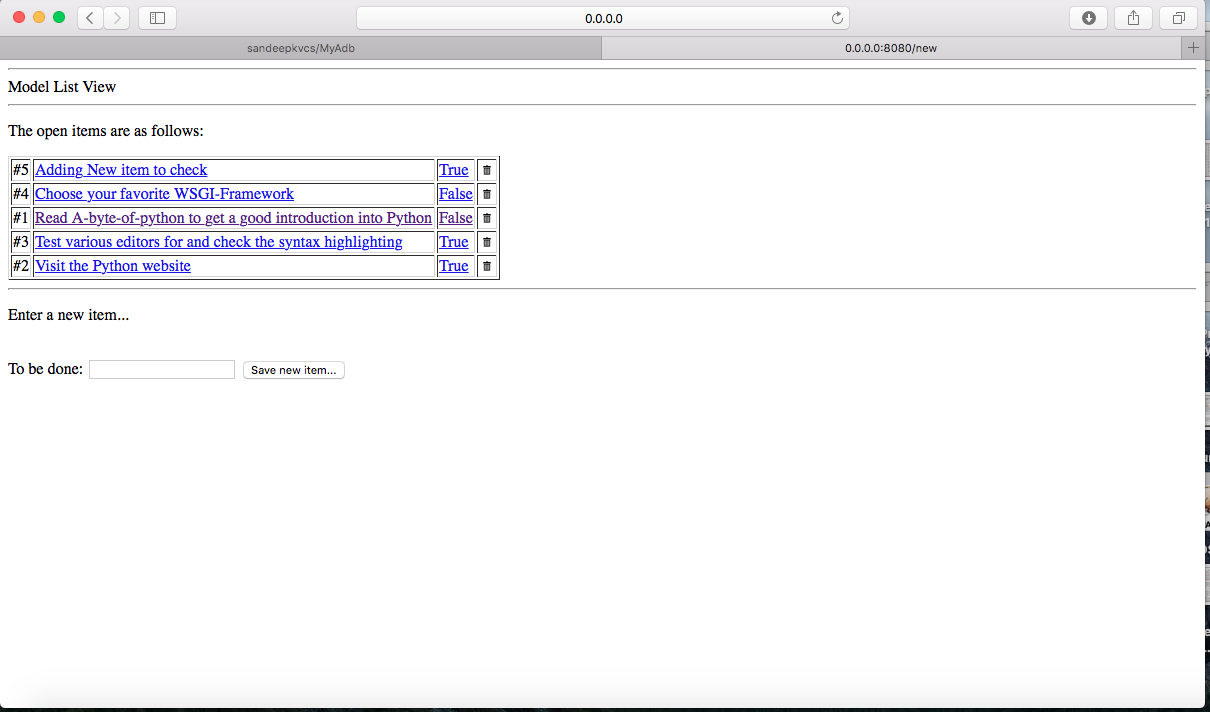 0.0.0.0
sandeepkvcs/MyAdb
0.0.0.0:8080/new
Model List View
The open items are as follows:
#5 Adding New item to check True
#4 Choose your favorite WSGI-Framework False
#1 Read A-byte-of-python to get a good introduction into Python False
#3 Test various editors for and check the syntax highlighting True
#2 Visit the Python website True
Enter a new item...
To be done: Save new item...